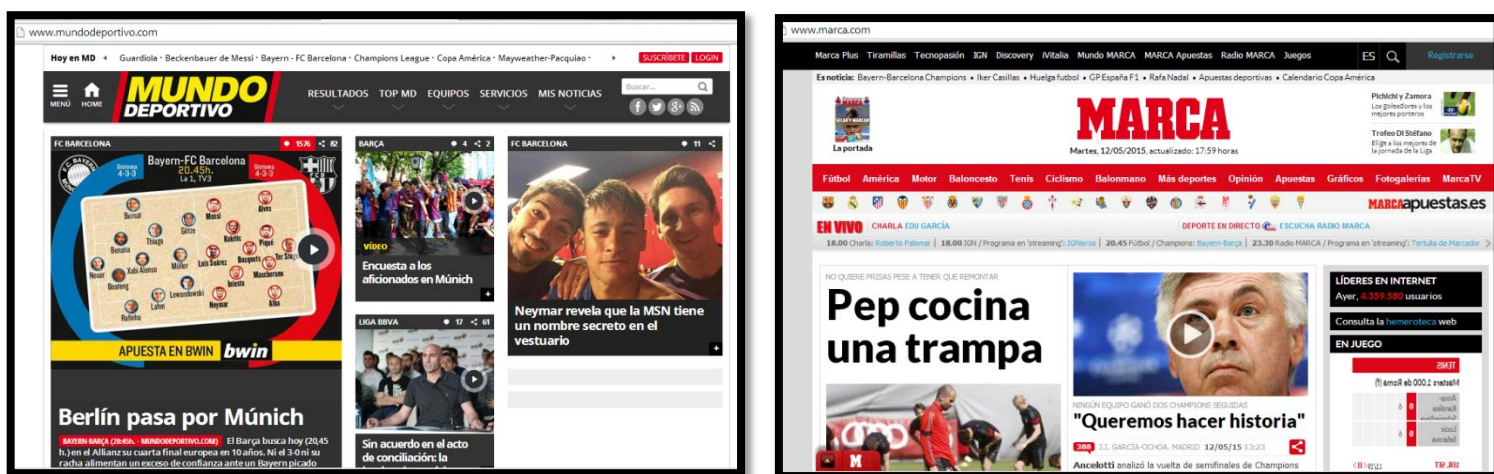 www.mundodeportivo.com
Hoy en MD
Guardiola · Beckenbauer de Messi · Bayern - FC Barcelona · Champions League · Copa América · Mayweather-Pacquiao ·
SUSCRÍBETE LOGIN
MENÚ HOME
MUNDO
DEPORTIVO
RESULTADOS TOP MD EQUIPOS SERVICIOS MIS NOTICIAS
Buscar...
FC BARCELONA 1576 82
Bayern-FC Barcelona
20.45h.
La 1, TV3
Sistema
4-3-3
Sistema
4-3-3
Bernat
Messi
Alves
Götze
Thiago
Rakitic
Piqué
Benatia
Neuer
Xabi Alonso
Müller
Luis Suárez
Busquets
Ter Stegen
Mascherano
Boateng
Lewandowski
Iniesta
Lahm
Neymar
Alba
Rafinha
APUESTA EN BWIN bwin
Berlín pasa por Múnich
BAYERN-BARÇA (20:45h. - MUNDODEPORTIVO.COM) El Barça busca hoy (20,45
h.) en el Allianz su cuarta final europea en 10 años. Ni el 3-0 ni su
racha alimentan un exceso de confianza ante un Bayern picado
BARÇA 4 2
VÍDEO
Encuesta a los
aficionados en Múnich
LIGA BBVA 17 61
Sin acuerdo en el acto
de conciliación: la
FC BARCELONA 11
Neymar revela que la MSN tiene
un nombre secreto en el
vestuario
www.marca.com
Marca Plus Tiramillas Tecnopasión IGN Discovery iVitalia Mundo MARCA MARCA Apuestas Radio MARCA Juegos ES Registrarse
Es noticia: Bayern-Barcelona Champions • Iker Casillas • Huelga futbol • GP España F1 • Rafa Nadal • Apuestas deportivas • Calendario Copa América
La portada
MARCA
Martes, 12/05/2015, actualizado: 17:59 horas
Pichichi y Zamora
Los goleadores y los
mejores porteros
Trofeo Di Stéfano
Elige a los mejores de
la jornada de la Liga
Fútbol América Motor Baloncesto Tenis Ciclismo Balonmano Más deportes Opinión Apuestas Gráficos Fotogalerías MarcaTV
MARCAapuestas.es
EN VIVO CHARLA EDU GARCÍA DEPORTE EN DIRECTO ESCUCHA RADIO MARCA
18.00 Charla: Roberto Palomar | 18.00 IGN / Programa en 'streaming': IGNleros | 20.45 Fútbol / Champions: Bayern-Barça | 23.30 Radio MARCA / Programa en 'streaming': Tertulia de Marcador
NO QUIERE PRISAS PESE A TENER QUE REMONTAR
Pep cocina
una trampa
NINGÚN EQUIPO GANÓ DOS CHAMPIONS SEGUIDAS
"Queremos hacer historia"
388 J.I. GARCÍA-OCHOA. MADRID 12/05/15 13:23
Ancelotti analizó la vuelta de semifinales de Champions
LÍDERES EN INTERNET
Ayer, 4.359.580 usuarios
Consulta la hemeroteca web
EN JUEGO
TENIS
Masters 1.000 de Roma (f)